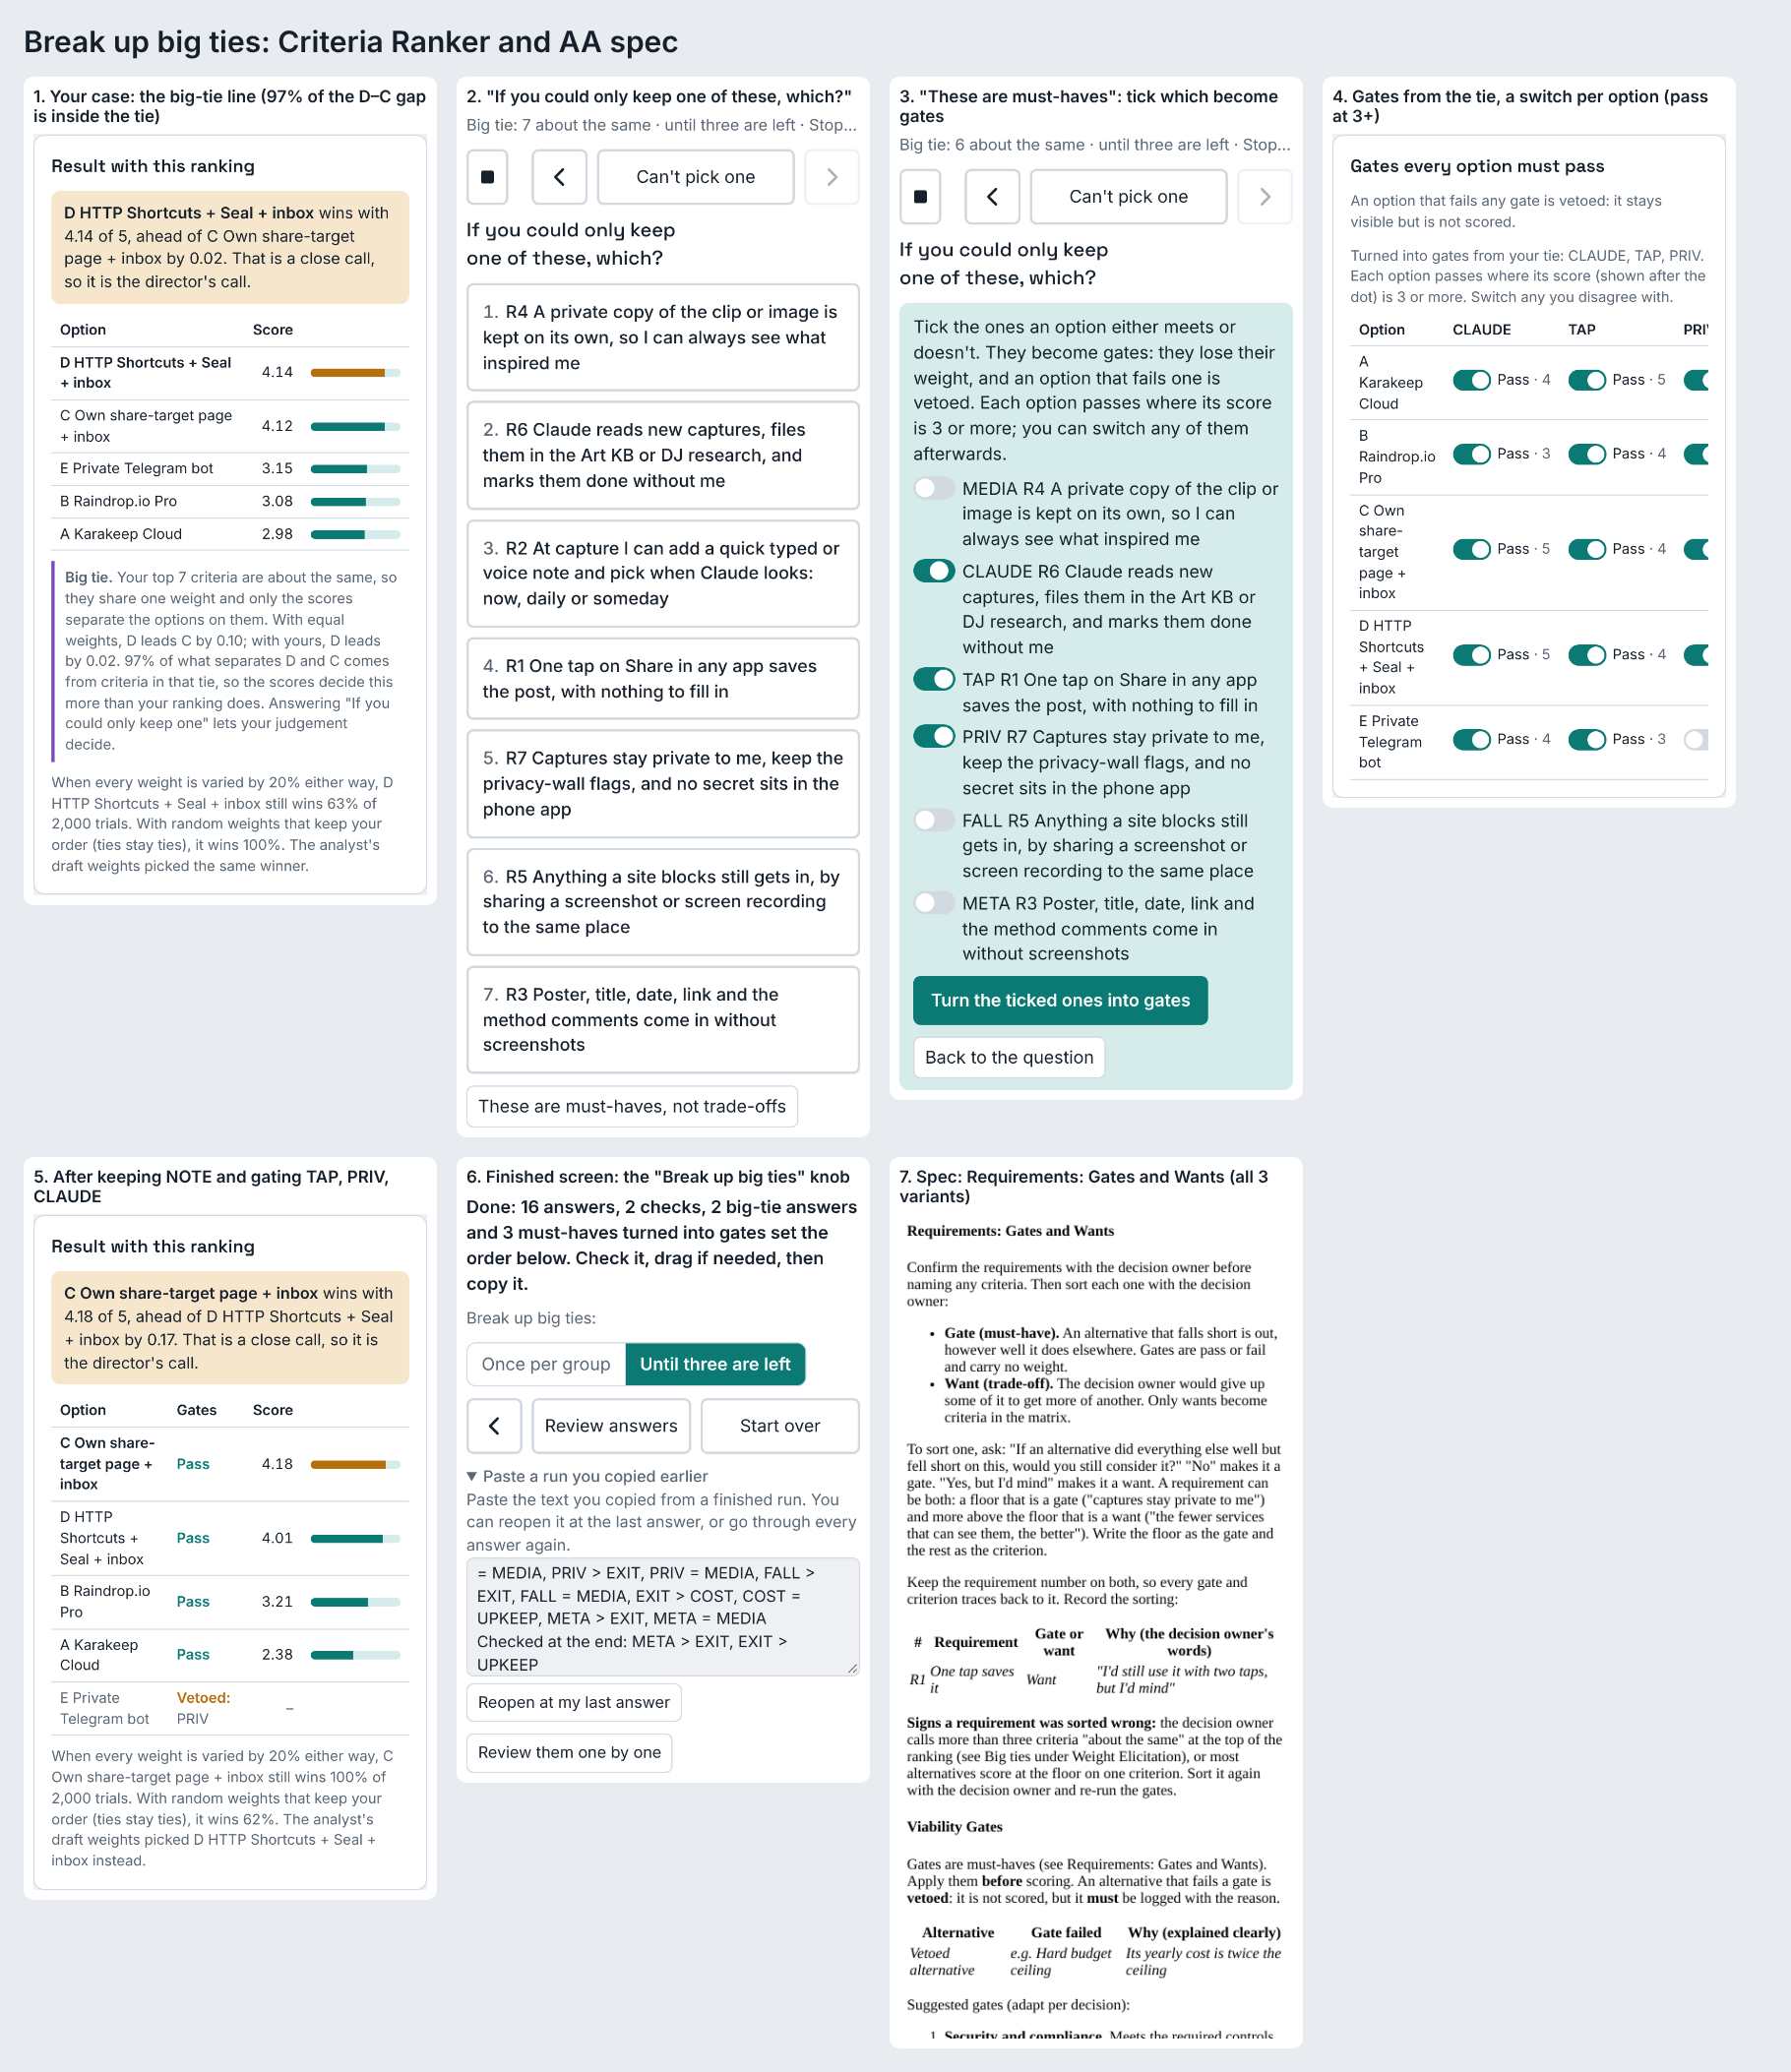 Break up big ties: Criteria Ranker and AA spec
1. Your case: the big-tie line (97% of the D–C gap
is inside the tie)
Result with this ranking
D HTTP Shortcuts + Seal + inbox wins with
4.14 of 5, ahead of C Own share-target
page + inbox by 0.02. That is a close call,
so it is the director's call.
Option Score
D HTTP Shortcuts + Seal
+ inbox 4.14
C Own share-target page
+ inbox 4.12
E Private Telegram bot 3.15
B Raindrop.io Pro 3.08
A Karakeep Cloud 2.98
Big tie. Your top 7 criteria are about the same, so
they share one weight and only the scores
separate the options on them. With equal
weights, D leads C by 0.10; with yours, D leads
by 0.02. 97% of what separates D and C comes
from criteria in that tie, so the scores decide this
more than your ranking does. Answering "If you
could only keep one" lets your judgement
decide.
When every weight is varied by 20% either way, D
HTTP Shortcuts + Seal + inbox still wins 63% of
2,000 trials. With random weights that keep your
order (ties stay ties), it wins 100%. The analyst's
draft weights picked the same winner.
2. "If you could only keep one of these, which?"
Big tie: 7 about the same · until three are left · Stop...
Can't pick one
If you could only keep
one of these, which?
1. R4 A private copy of the clip or image is
kept on its own, so I can always see what
inspired me
2. R6 Claude reads new captures, files
them in the Art KB or DJ research, and
marks them done without me
3. R2 At capture I can add a quick typed or
voice note and pick when Claude looks:
now, daily or someday
4. R1 One tap on Share in any app saves
the post, with nothing to fill in
5. R7 Captures stay private to me, keep the
privacy-wall flags, and no secret sits in the
phone app
6. R5 Anything a site blocks still gets in, by
sharing a screenshot or screen recording
to the same place
7. R3 Poster, title, date, link and the
method comments come in without
screenshots
These are must-haves, not trade-offs
3. "These are must-haves": tick which become
gates
Big tie: 6 about the same · until three are left · Stop...
Can't pick one
If you could only keep
one of these, which?
Tick the ones an option either meets or
doesn't. They become gates: they lose their
weight, and an option that fails one is
vetoed. Each option passes where its score
is 3 or more; you can switch any of them
afterwards.
MEDIA R4 A private copy of the clip or
image is kept on its own, so I can
always see what inspired me
CLAUDE R6 Claude reads new
captures, files them in the Art KB or
DJ research, and marks them done
without me
TAP R1 One tap on Share in any app
saves the post, with nothing to fill in
PRIV R7 Captures stay private to me,
keep the privacy-wall flags, and no
secret sits in the phone app
FALL R5 Anything a site blocks still
gets in, by sharing a screenshot or
screen recording to the same place
META R3 Poster, title, date, link and
the method comments come in
without screenshots
Turn the ticked ones into gates
Back to the question
4. Gates from the tie, a switch per option (pass
at 3+)
Gates every option must pass
An option that fails any gate is vetoed: it stays
visible but is not scored.
Turned into gates from your tie: CLAUDE, TAP, PRIV.
Each option passes where its score (shown after the
dot) is 3 or more. Switch any you disagree with.
Option CLAUDE TAP PRI
A
Karakeep Pass · 4 Pass · 5
Cloud
B
Raindrop.io Pass · 3 Pass · 4
Pro
C Own
share-
target Pass · 5 Pass · 4
page +
inbox
D HTTP
Shortcuts Pass · 5 Pass · 4
+ Seal +
inbox
E Private
Telegram Pass · 4 Pass · 3
bot
5. After keeping NOTE and gating TAP, PRIV,
CLAUDE
Result with this ranking
C Own share-target page + inbox wins with
4.18 of 5, ahead of D HTTP Shortcuts + Seal
+ inbox by 0.17. That is a close call, so it is
the director's call.
Option Gates Score
C Own share-
target page + Pass 4.18
inbox
D HTTP
Shortcuts + Pass 4.01
Seal + inbox
B Raindrop.io Pass 3.21
Pro
A Karakeep Pass 2.38
Cloud
E Private Vetoed: –
Telegram bot PRIV
When every weight is varied by 20% either way, C
Own share-target page + inbox still wins 100% of
2,000 trials. With random weights that keep your
order (ties stay ties), it wins 62%. The analyst's
draft weights picked D HTTP Shortcuts + Seal +
inbox instead.
6. Finished screen: the "Break up big ties" knob
Done: 16 answers, 2 checks, 2 big-tie answers
and 3 must-haves turned into gates set the
order below. Check it, drag if needed, then
copy it.
Break up big ties:
Once per group Until three are left
Review answers Start over
▼ Paste a run you copied earlier
Paste the text you copied from a finished run. You
can reopen it at the last answer, or go through every
answer again.
= MEDIA, PRIV > EXIT, PRIV = MEDIA, FALL >
EXIT, FALL = MEDIA, EXIT > COST, COST =
UPKEEP, META > EXIT, META = MEDIA
Checked at the end: META > EXIT, EXIT >
UPKEEP
Reopen at my last answer
Review them one by one
7. Spec: Requirements: Gates and Wants (all 3
variants)
Requirements: Gates and Wants
Confirm the requirements with the decision owner before
naming any criteria. Then sort each one with the decision
owner:
• Gate (must-have). An alternative that falls short is out,
however well it does elsewhere. Gates are pass or fail
and carry no weight.
• Want (trade-off). The decision owner would give up
some of it to get more of another. Only wants become
criteria in the matrix.
To sort one, ask: "If an alternative did everything else well but
fell short on this, would you still consider it?" "No" makes it a
gate. "Yes, but I'd mind" makes it a want. A requirement can
be both: a floor that is a gate ("captures stay private to me")
and more above the floor that is a want ("the fewer services
that can see them, the better"). Write the floor as the gate and
the rest as the criterion.
Keep the requirement number on both, so every gate and
criterion traces back to it. Record the sorting:
# Requirement Gate or want Why (the decision owner's words)
R1 One tap saves it Want "I'd still use it with two taps, but I'd mind"
Signs a requirement was sorted wrong: the decision owner
calls more than three criteria "about the same" at the top of the
ranking (see Big ties under Weight Elicitation), or most
alternatives score at the floor on one criterion. Sort it again
with the decision owner and re-run the gates.
Viability Gates
Gates are must-haves (see Requirements: Gates and Wants).
Apply them before scoring. An alternative that fails a gate is
vetoed: it is not scored, but it must be logged with the reason.
Alternative Gate failed Why (explained clearly)
Vetoed alternative e.g. Hard budget ceiling Its yearly cost is twice the ceiling
Suggested gates (adapt per decision):
1. Security and compliance. Meets the required controls